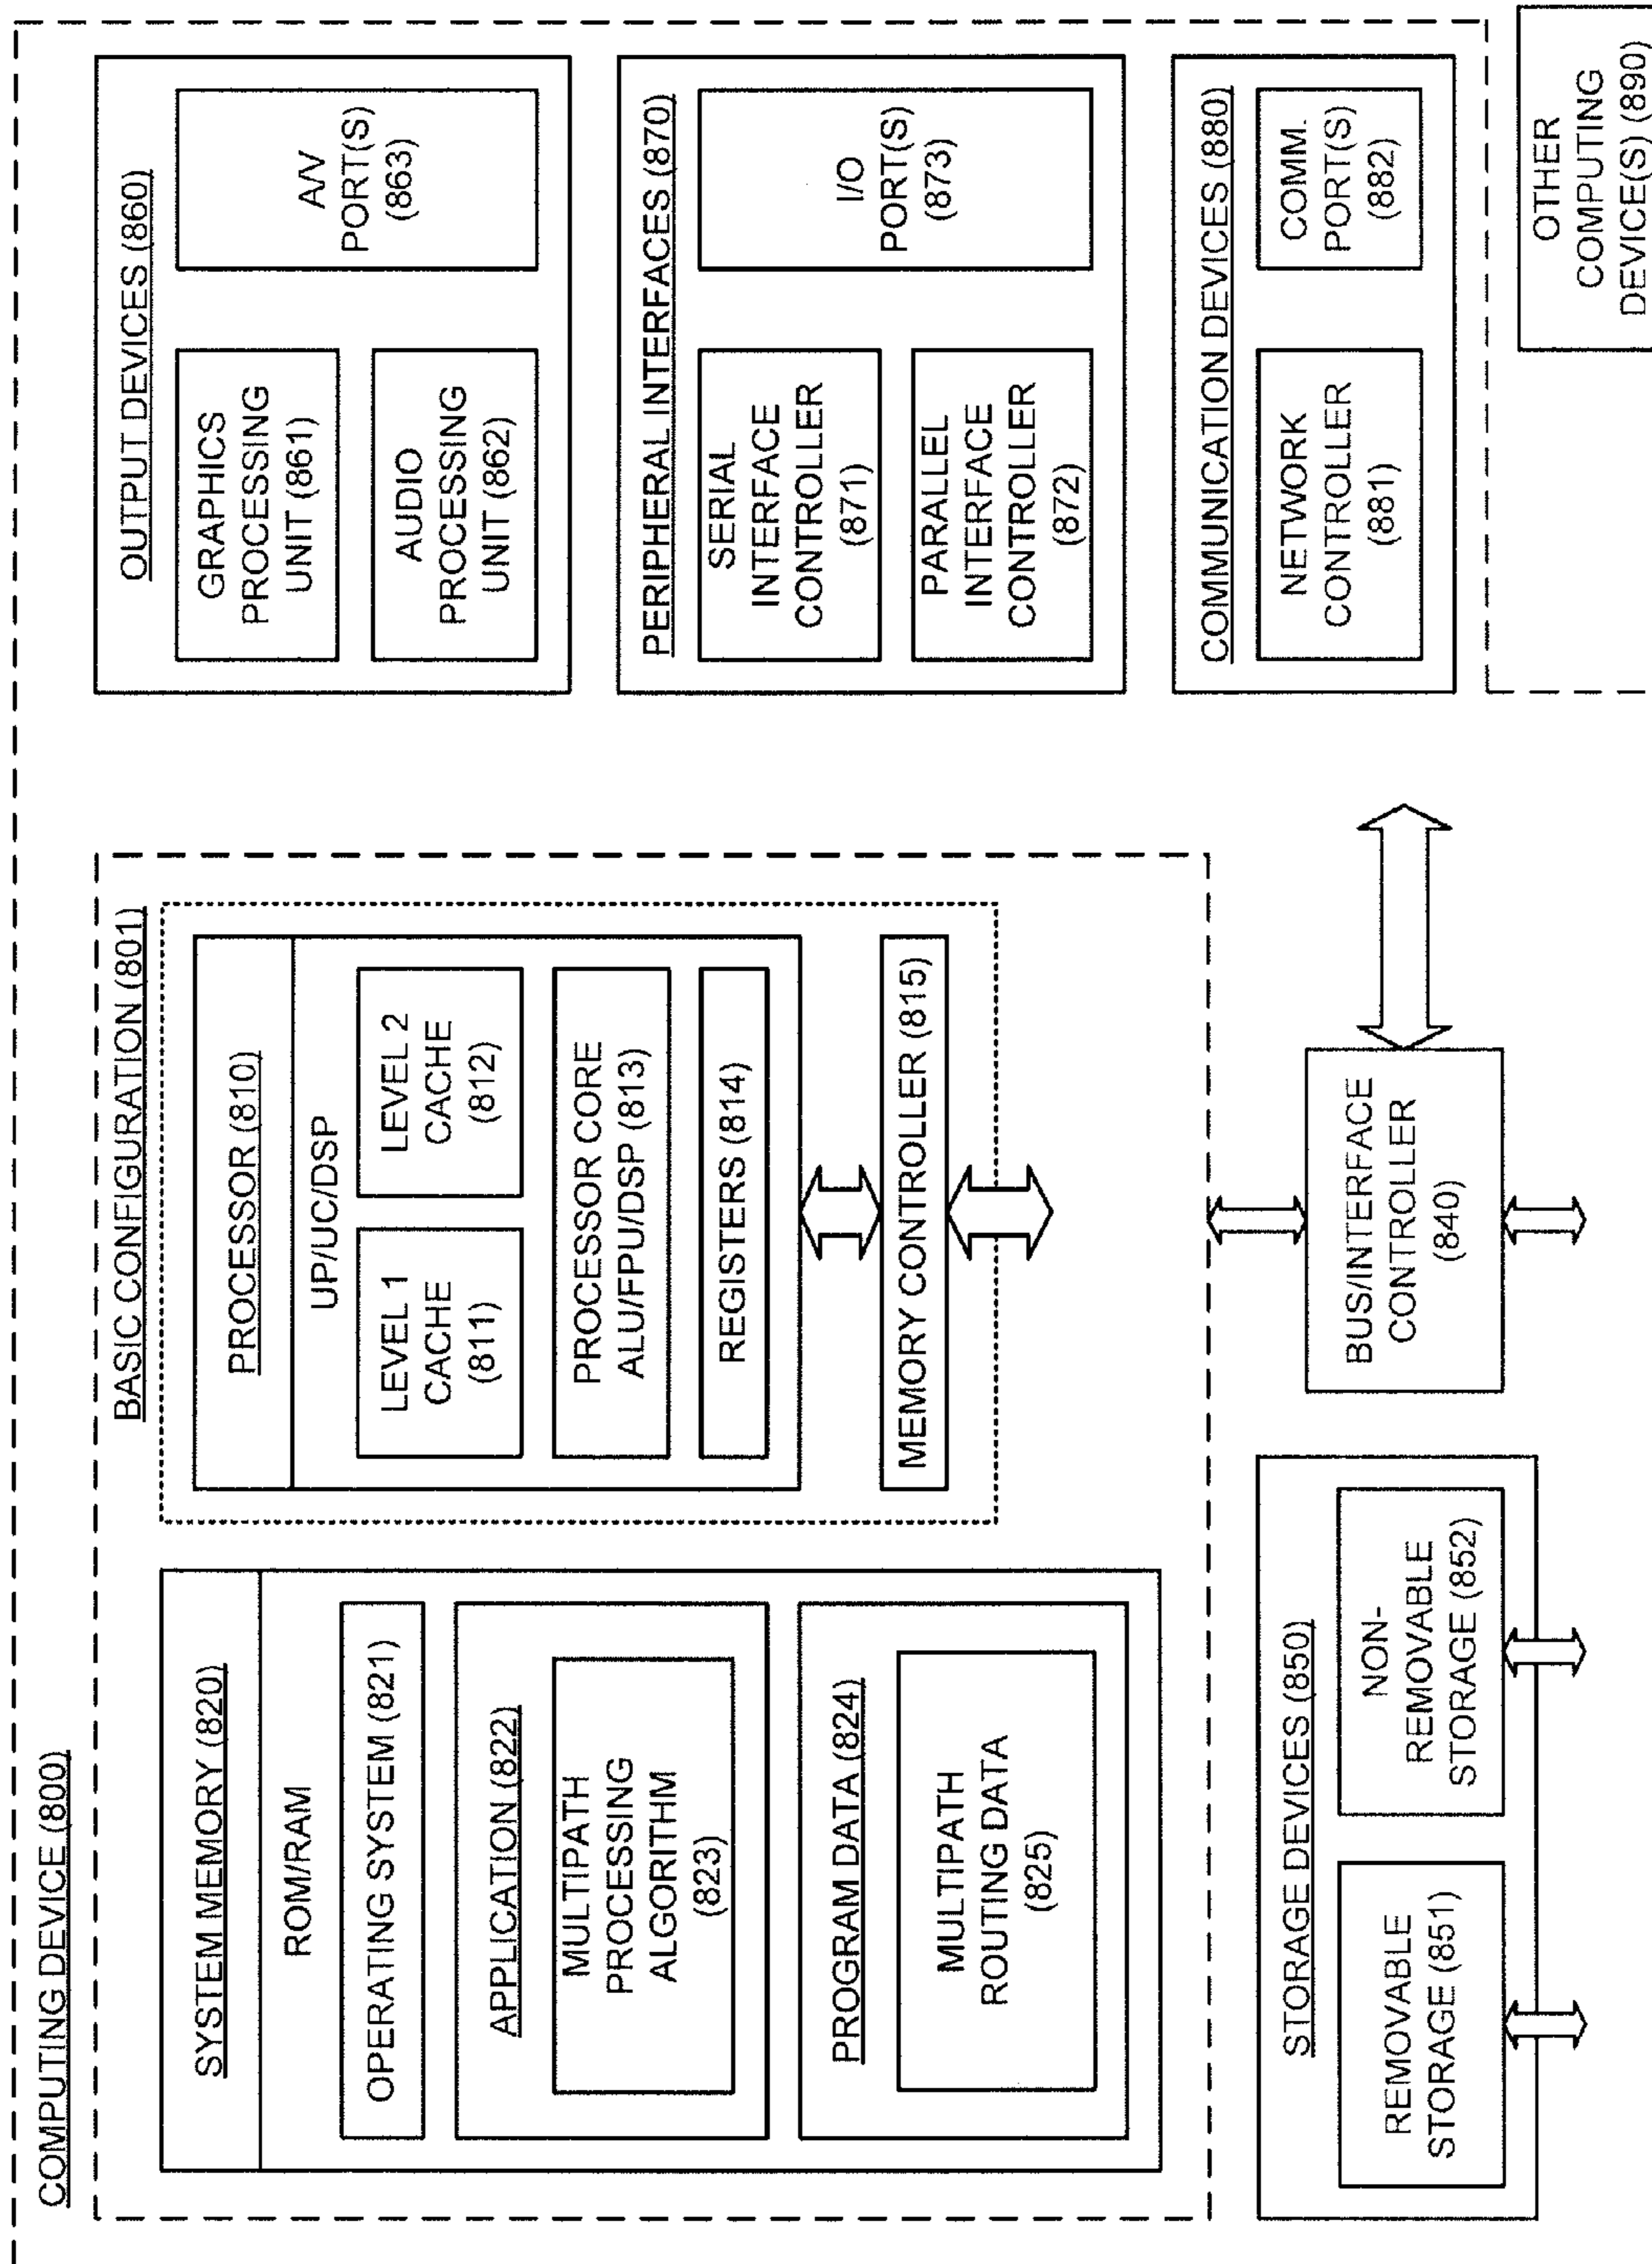 COMPUTING DEVICE (800)
BASIC CONFIGURATION (801)
SYSTEM MEMORY (820)
ROM/RAM
OPERATING SYSTEM (821)
APPLICATION (822)
MULTIPATH
PROCESSING
ALGORITHM
(823)
PROGRAM DATA (824)
MULTIPATH
ROUTING DATA
(825)
PROCESSOR (810)
UP/UC/DSP
LEVEL 1
CACHE
(811)
LEVEL 2
CACHE
(812)
PROCESSOR CORE
ALU/FPU/DSP (813)
REGISTERS (814)
MEMORY CONTROLLER (815)
OUTPUT DEVICES (860)
GRAPHICS
PROCESSING
UNIT (861)
AUDIO
PROCESSING
UNIT (862)
A/V
PORT(S)
(863)
PERIPHERAL INTERFACES (870)
SERIAL
INTERFACE
CONTROLLER
(871)
PARALLEL
INTERFACE
CONTROLLER
(872)
I/O
PORT(S)
(873)
COMMUNICATION DEVICES (880)
NETWORK
CONTROLLER
(881)
COMM.
PORT(S)
(882)
STORAGE DEVICES (850)
REMOVABLE
STORAGE (851)
NON-
REMOVABLE
STORAGE (852)
BUS/INTERFACE
CONTROLLER
(840)
OTHER
COMPUTING
DEVICE(S) (890)